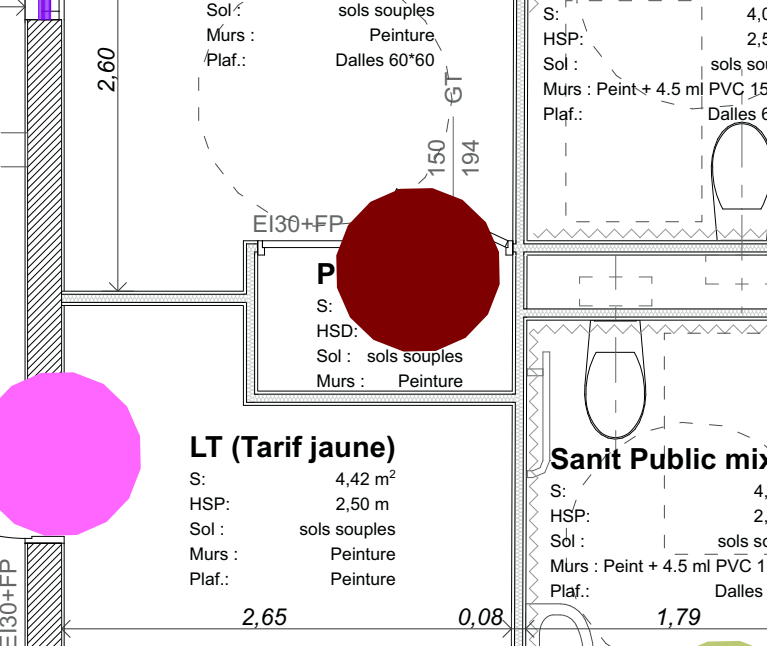 Sol : sols souples
Murs : Peinture
Plaf.: Dalles 60*60
2,60
GT
150
194
EI30+FP
S:
HSP:
Sol :
Murs : Peint + 4.5 ml PVC
Plaf.: Dalles
P
S:
HSD:
Sol : sols souples
Murs : Peinture
LT (Tarif jaune)
S: 4,42 m²
HSP: 2,50 m
Sol : sols souples
Murs : Peinture
Plaf.: Peinture
Sanit Public
S:
HSP:
Sol : sols
Murs : Peint + 4.5 ml PVC
Plaf.: Dalles
EI30+FP
2,65
0,08
1,79